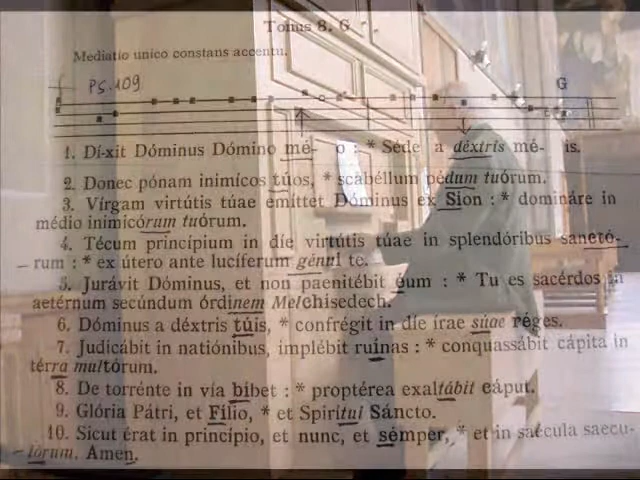 Tonus 8. G
Mediatio unico constans accentu.
PS. 109
G
1. Dí-xit Dóminus Dómino mé- o : * Séde a déxtris mé- is.
2. Donec pónam inimícos túos, * scabéllum pédum tuórum.
3. Vírgam virtútis túae emíttet Dóminus ex Sion : * domináre in
médio inimicórum tuórum.
4. Técum princípium in díe virtútis túae in splendóribus sanctó-
rum : * ex útero ante lucíferum génui te.
5. Jurávit Dóminus, et non paenitébit éum : * Tu es sacérdos in
aetérnum secúndum órdinem Melchisedech.
6. Dóminus a déxtris túis, * confrégit in díe írae súae réges.
7. Judicábit in natiónibus, implébit ruínas : * conquassábit cápita in
térra multórum.
8. De torrénte in vía bíbet : * proptérea exaltábit cáput.
9. Glória Pátri, et Fílio, * et Spirítui Sáncto.
10. Sicut érat in princípio, et nunc, et sémper, * et in saécula saecu-
lórum. Amen.